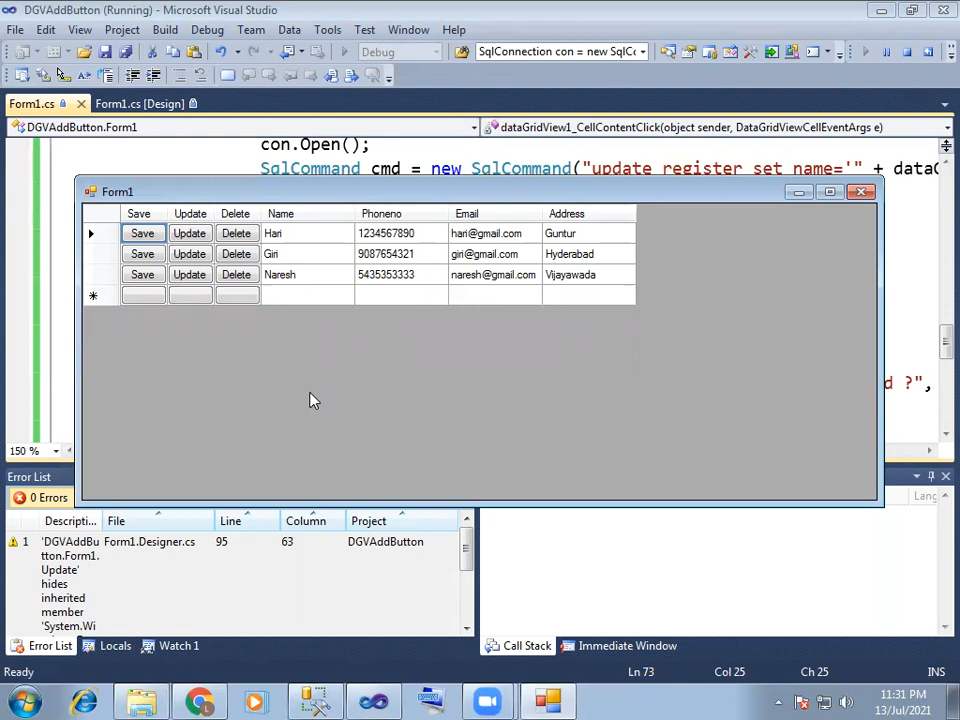 DGVAddButton (Running) - Microsoft Visual Studio
File Edit View Project Build Debug Team Data Tools Test Window Help
Debug SqlConnection con = new SqlCo
Form1.cs Form1.cs [Design]
DGVAddButton.Form1 dataGridView1_CellContentClick(object sender, DataGridViewCellEventArgs e)
con.Open();
SqlCommand cmd = new SqlCommand("update register set name='" + dataG
Form1
Save Update Delete Name Phoneno Email Address
Save Update Delete Hari 1234567890 hari@gmail.com Guntur
Save Update Delete Giri 9087654321 giri@gmail.com Hyderabad
Save Update Delete Naresh 5435353333 naresh@gmail.com Vijayawada
d ?",
150 %
Error List
0 Errors Lang
Descripti... File Line Column Project
1 'DGVAddBu Form1.Designer.cs 95 63 DGVAddButton
tton.Form1.
Update'
hides
inherited
member
'System.Wi
Error List Locals Watch 1 Call Stack Immediate Window
Ready Ln 73 Col 25 Ch 25 INS
11:31 PM
13/Jul/2021